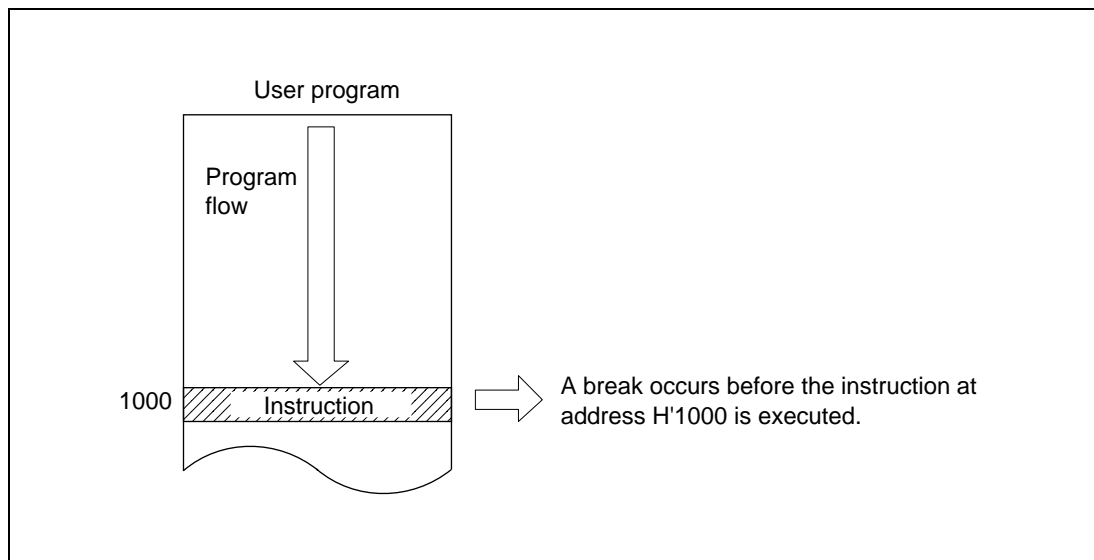 User program
Program
flow
1000
Instruction
A break occurs before the instruction at
address H'1000 is executed.